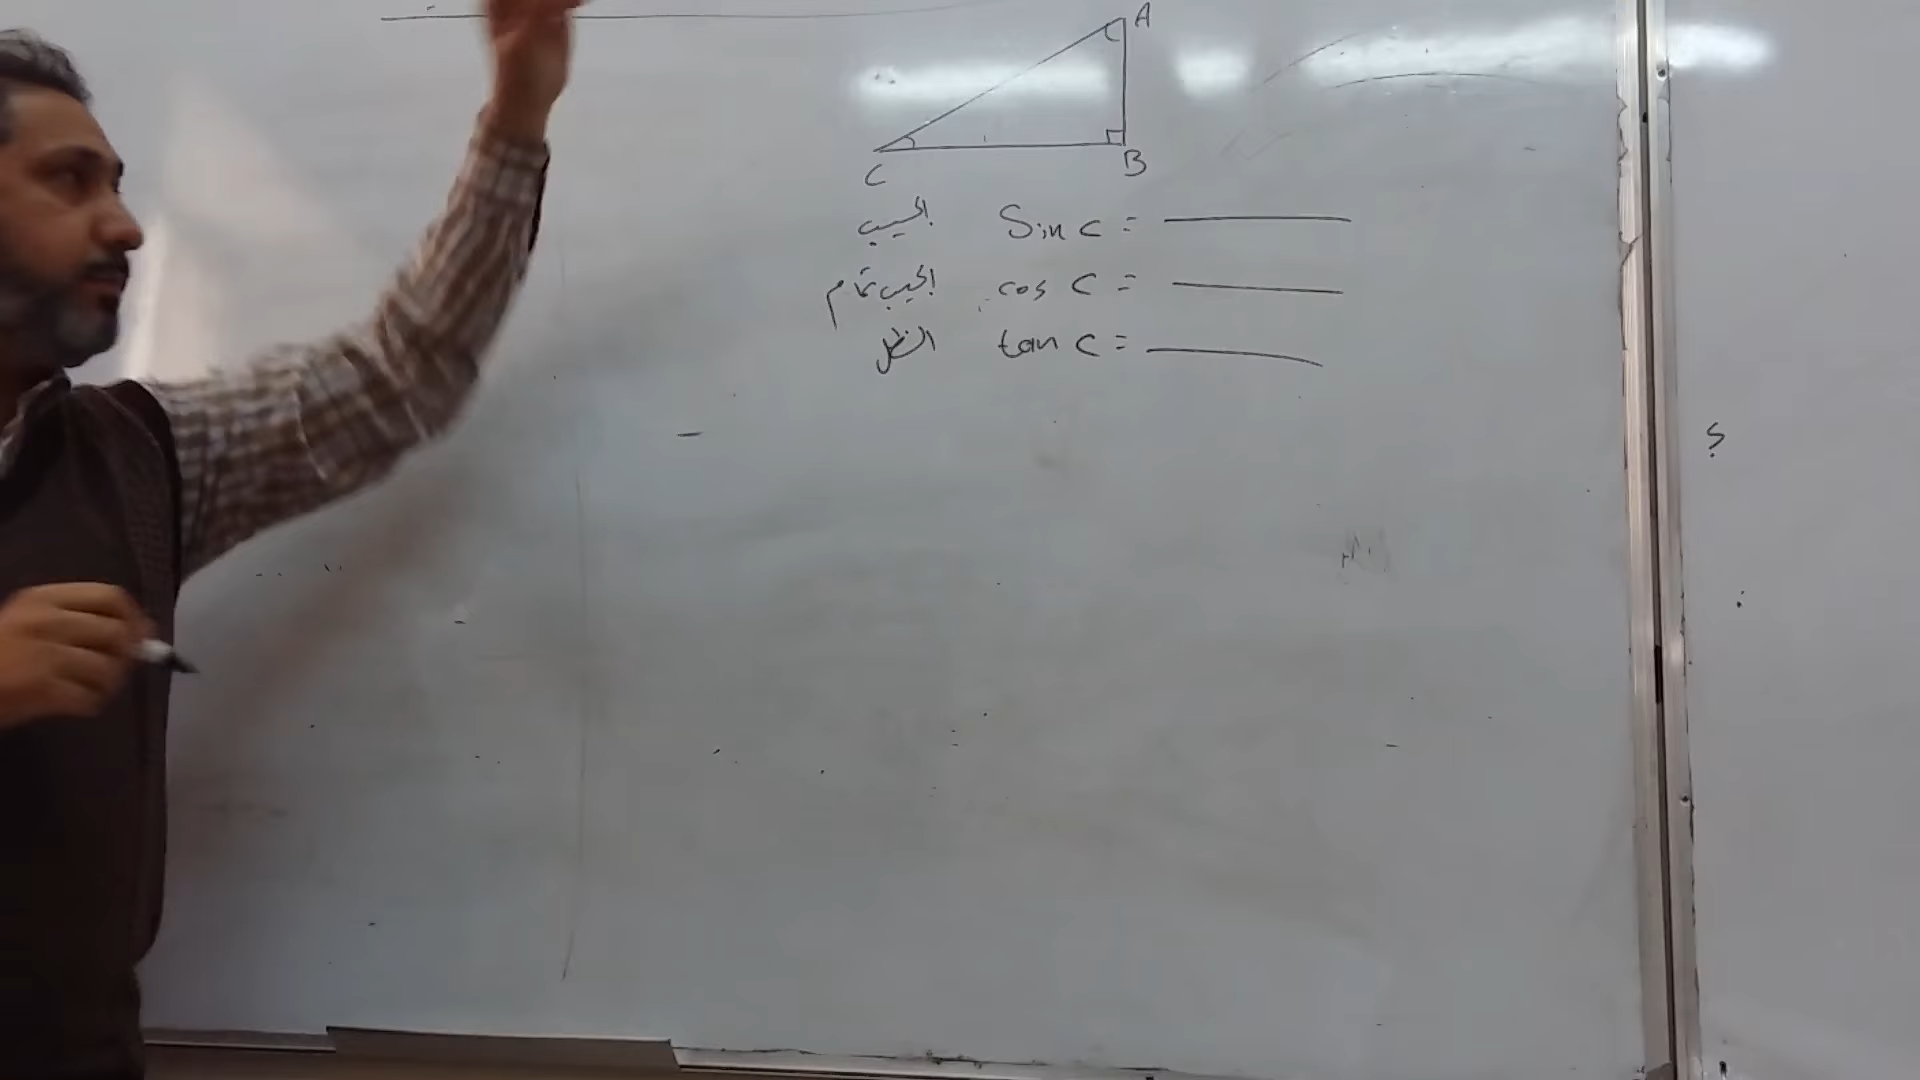 A
C
B
الجيب Sin C =
الجيب تمام cos C =
الظل tan C =
؟